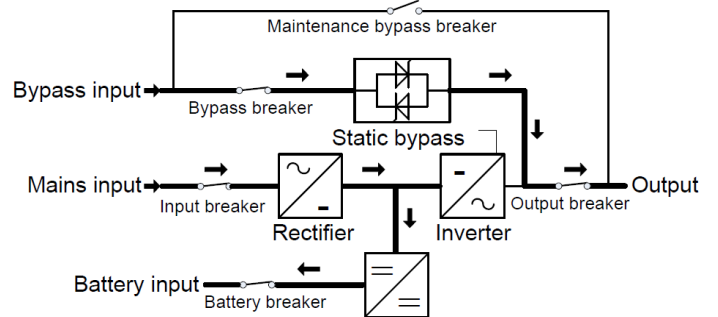 Maintenance bypass breaker
Bypass input
Bypass breaker
Static bypass
Mains input
Input breaker
Rectifier
Inverter
Output breaker
Output
Battery input
Battery breaker